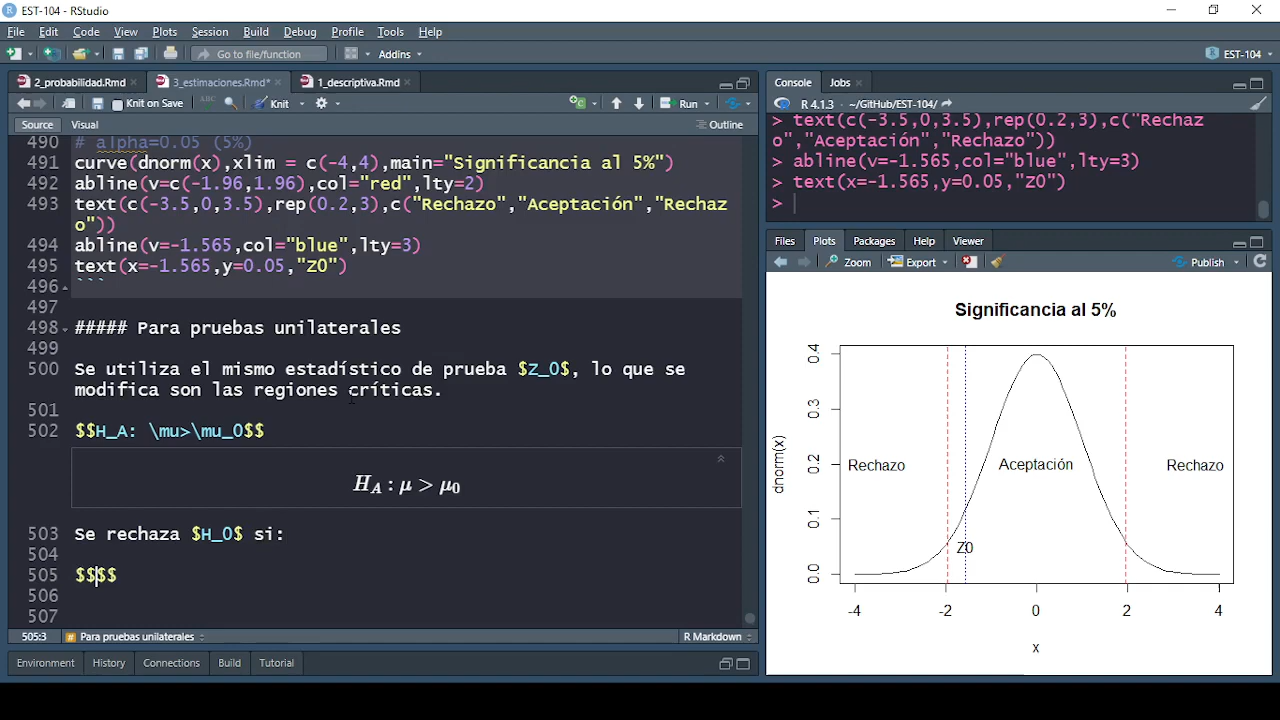 EST-104 - RStudio
File Edit Code View Plots Session Build Debug Profile Tools Help
Go to file/function Addins EST-104
2_probabilidad.Rmd 3_estimaciones.Rmd* 1_descriptiva.Rmd
Knit on Save ABC Knit Run
Source Visual Outline
490 # alpha=0.05 (5%)
491 curve(dnorm(x),xlim = c(-4,4),main="Significancia al 5%")
492 abline(v=c(-1.96,1.96),col="red",lty=2)
493 text(c(-3.5,0,3.5),rep(0.2,3),c("Rechazo","Aceptación","Rechaz
o"))
494 abline(v=-1.565,col="blue",lty=3)
495 text(x=-1.565,y=0.05,"Z0")
496 ```
497
498 ##### Para pruebas unilaterales
499
500 Se utiliza el mismo estadístico de prueba $Z_0$, lo que se
modifica son las regiones críticas.
501
502 $$H_A: \mu>\mu_0$$
H_A : μ > μ_0
503 Se rechaza $H_0$ si:
504
505 $$$$
506
507
505:3 # Para pruebas unilaterales R Markdown
Environment History Connections Build Tutorial
Console Jobs
R 4.1.3 · ~/GitHub/EST-104/
> text(c(-3.5,0,3.5),rep(0.2,3),c("Rechaz
o","Aceptación","Rechazo"))
> abline(v=-1.565,col="blue",lty=3)
> text(x=-1.565,y=0.05,"Z0")
>
Files Plots Packages Help Viewer
Zoom Export Publish
Significancia al 5%
dnorm(x)
0.4
0.3
0.2
0.1
0.0
Rechazo Aceptación Rechazo
Z0
-4 -2 0 2 4
x